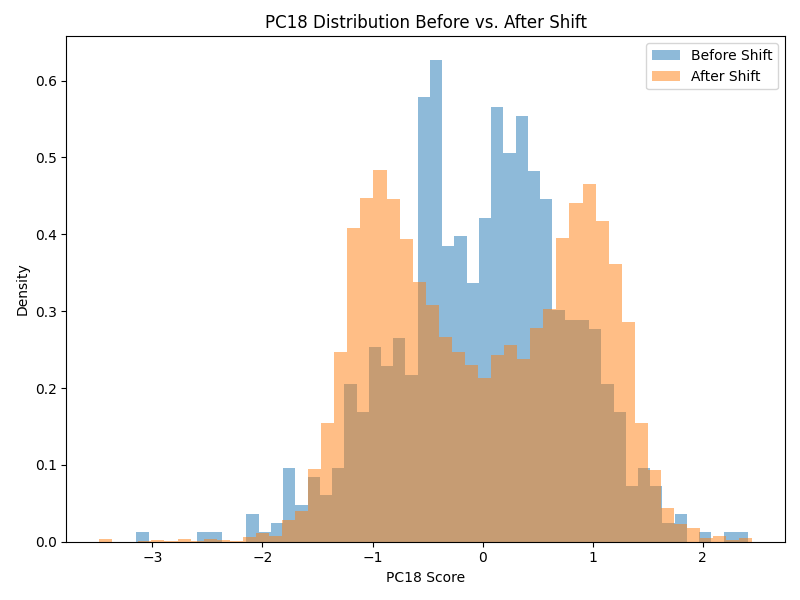 PC18 Distribution Before vs. After Shift
Before Shift
After Shift
0.6
0.5
0.4
0.3
0.2
0.1
0.0
Density
−3
−2
−1
0
1
2
PC18 Score